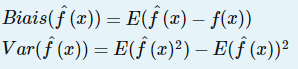 Biais(f̂ (x)) = E(f̂ (x) − f(x))
Var(f̂ (x)) = E(f̂ (x)²) − E(f̂ (x))²